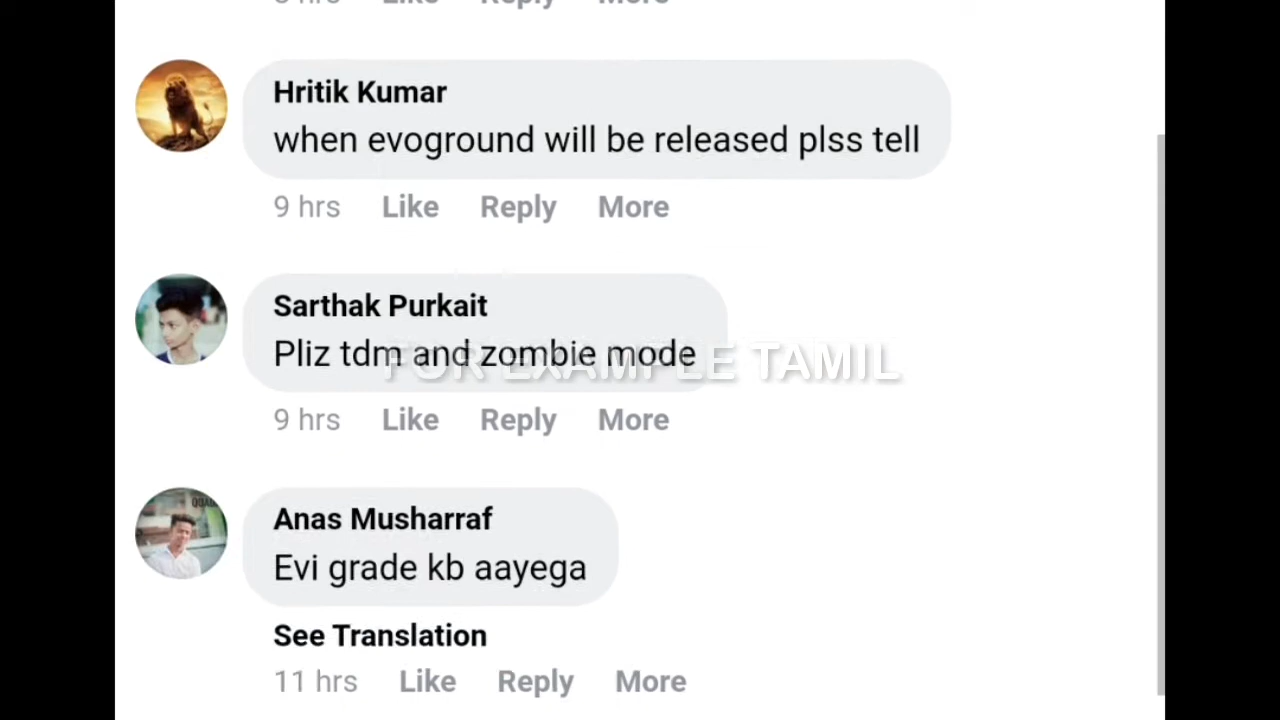 Hritik Kumar
when evoground will be released plss tell
9 hrs Like Reply More
Sarthak Purkait
Pliz tdm and zombie mode
FOR EXAMPLE TAMIL
9 hrs Like Reply More
Anas Musharraf
Evi grade kb aayega
See Translation
11 hrs Like Reply More